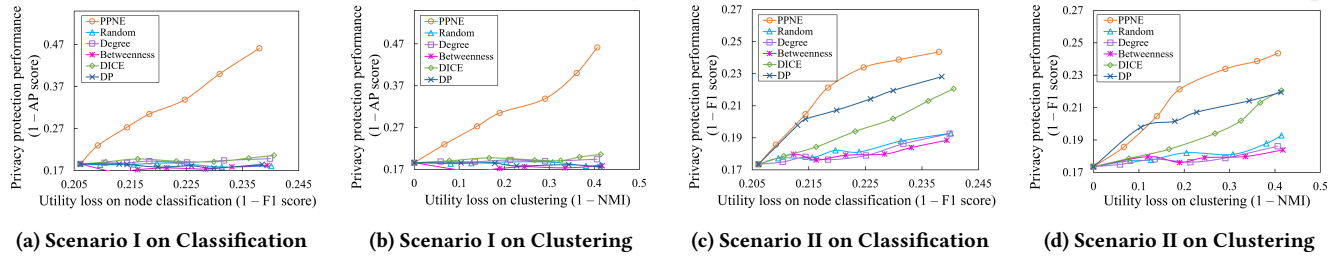 Privacy protection performance
(1 − AP score)
0.47
0.37
0.27
0.17
PPNE
Random
Degree
Betweenness
DICE
DP
0.205
0.215
0.225
0.235
0.245
Utility loss on node classification (1 − F1 score)
(a) Scenario I on Classification
Privacy protection performance
(1 − AP score)
0.47
0.37
0.27
0.17
PPNE
Random
Degree
Betweenness
DICE
DP
0
0.1
0.2
0.3
0.4
0.5
Utility loss on clustering (1 − NMI)
(b) Scenario I on Clustering
Privacy protection performance
(1 − F1 score)
0.27
0.25
0.23
0.21
0.19
0.17
PPNE
Random
Degree
Betweenness
DICE
DP
0.205
0.215
0.225
0.235
0.245
Utility loss on node classification (1 − F1 score)
(c) Scenario II on Classification
Privacy protection performance
(1 − F1 score)
0.27
0.25
0.23
0.21
0.19
0.17
PPNE
Random
Degree
Betweenness
DICE
DP
0
0.1
0.2
0.3
0.4
0.5
Utility loss on clustering (1 − NMI)
(d) Scenario II on Clustering